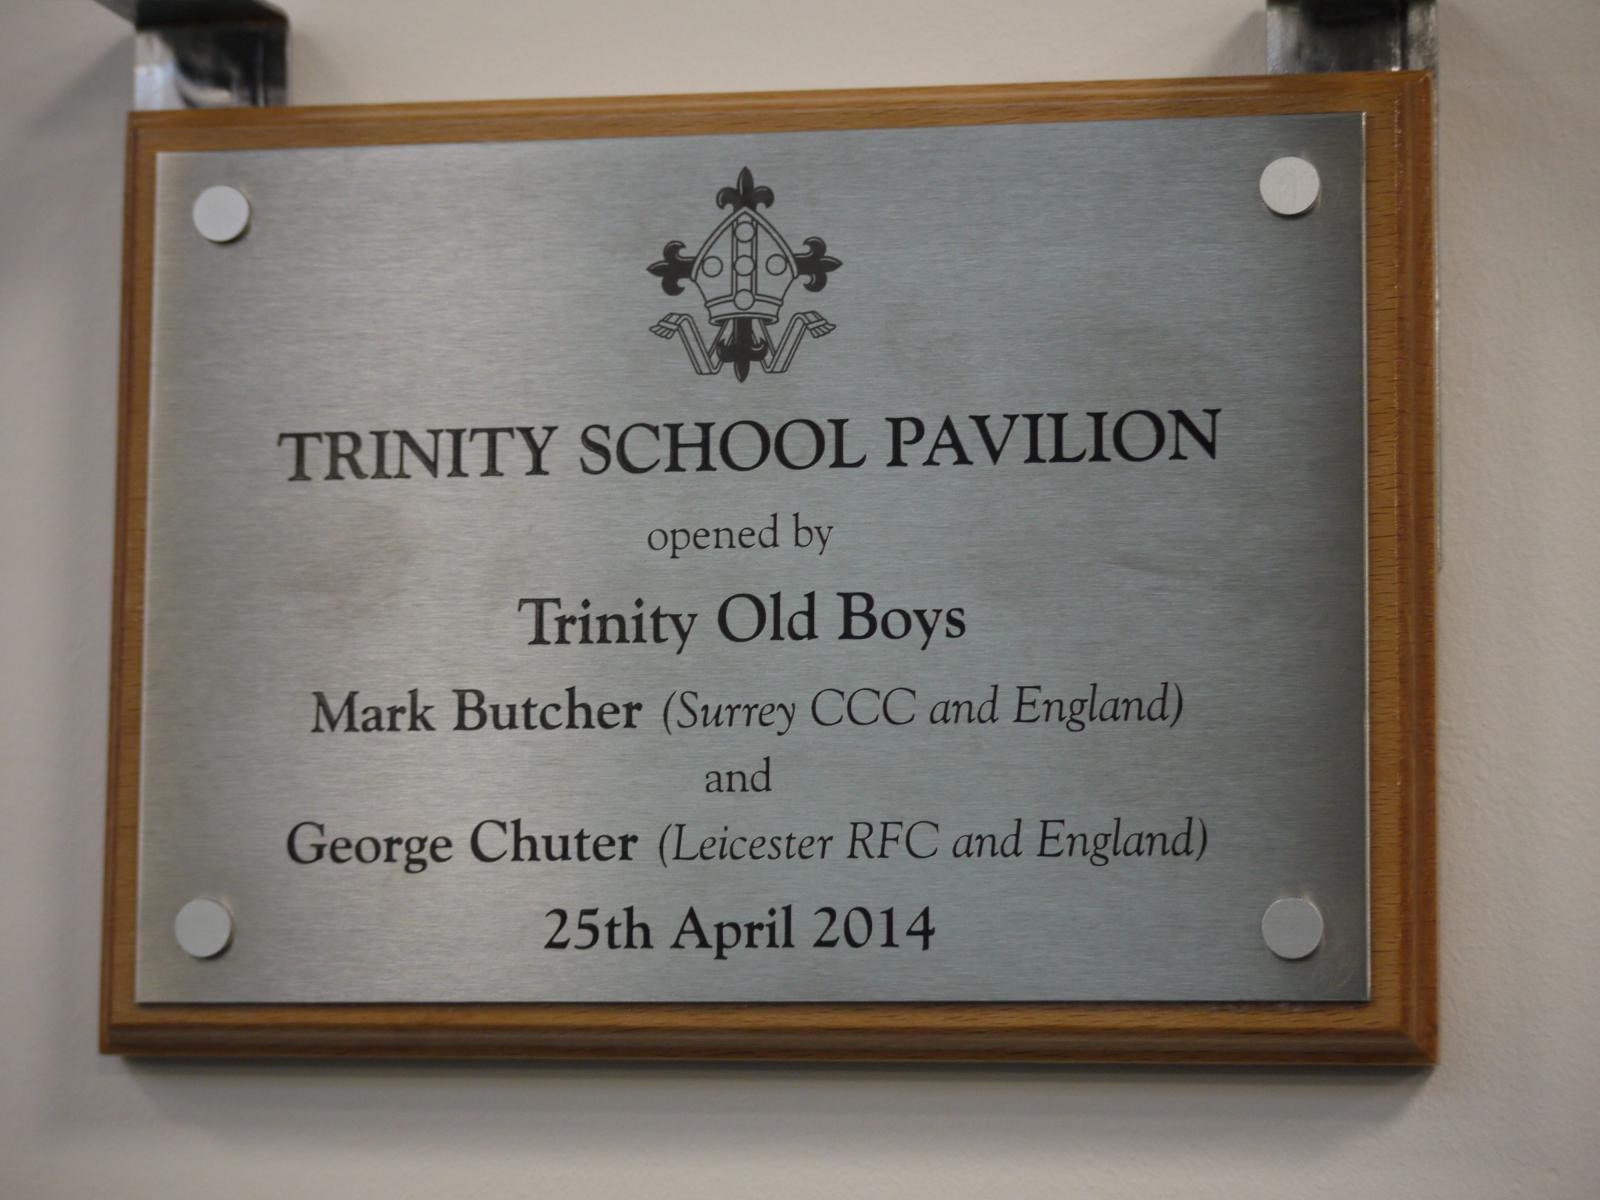 TRINITY SCHOOL PAVILION
opened by
Trinity Old Boys
Mark Butcher (Surrey CCC and England)
and
George Chuter (Leicester RFC and England)
25th April 2014